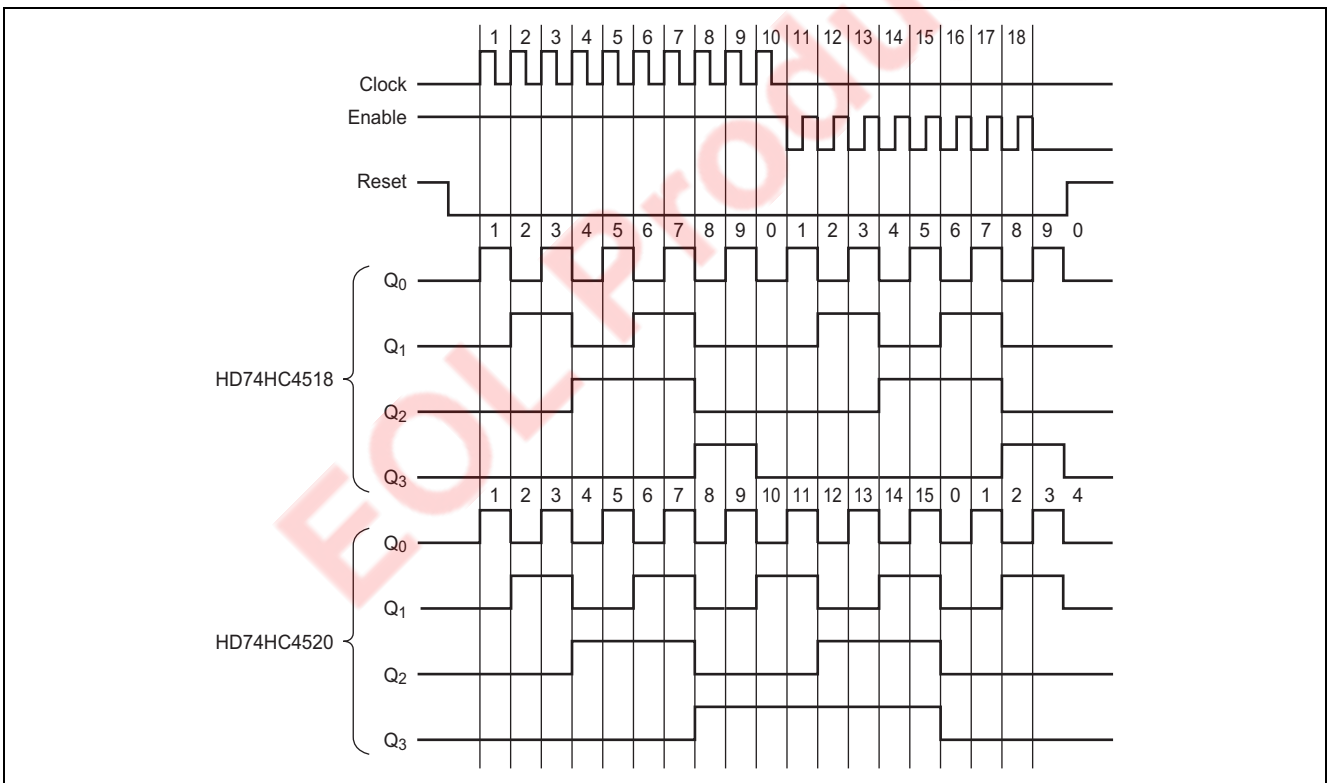 1 2 3 4 5 6 7 8 9 10 11 12 13 14 15 16 17 18
Clock
Enable
Reset
1 2 3 4 5 6 7 8 9 0 1 2 3 4 5 6 7 8 9 0
Q0
Q1
HD74HC4518
Q2
Q3
1 2 3 4 5 6 7 8 9 10 11 12 13 14 15 0 1 2 3 4
Q0
Q1
HD74HC4520
Q2
Q3
EOL Produ